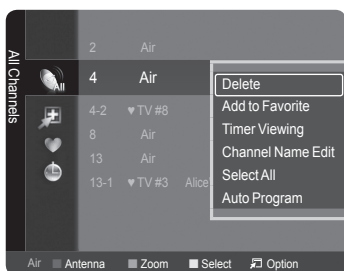 All Channels
2 Air
All 4 Air
4-2 ♥ TV #8
8 Air
13 Air
13-1 ♥ TV #3 Alice
Delete
Add to Favorite
Timer Viewing
Channel Name Edit
Select All
Auto Program
Air Antenna Zoom Select Option